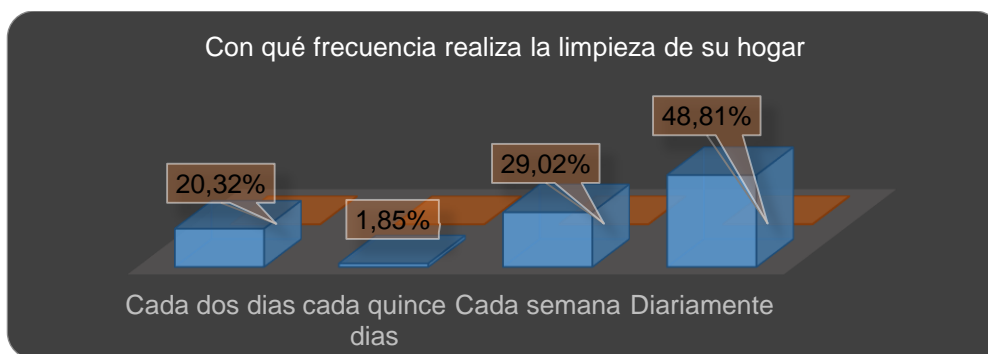 Con qué frecuencia realiza la limpieza de su hogar
48,81%
29,02%
20,32%
1,85%
Cada dos dias cada quince Cada semana Diariamente
dias